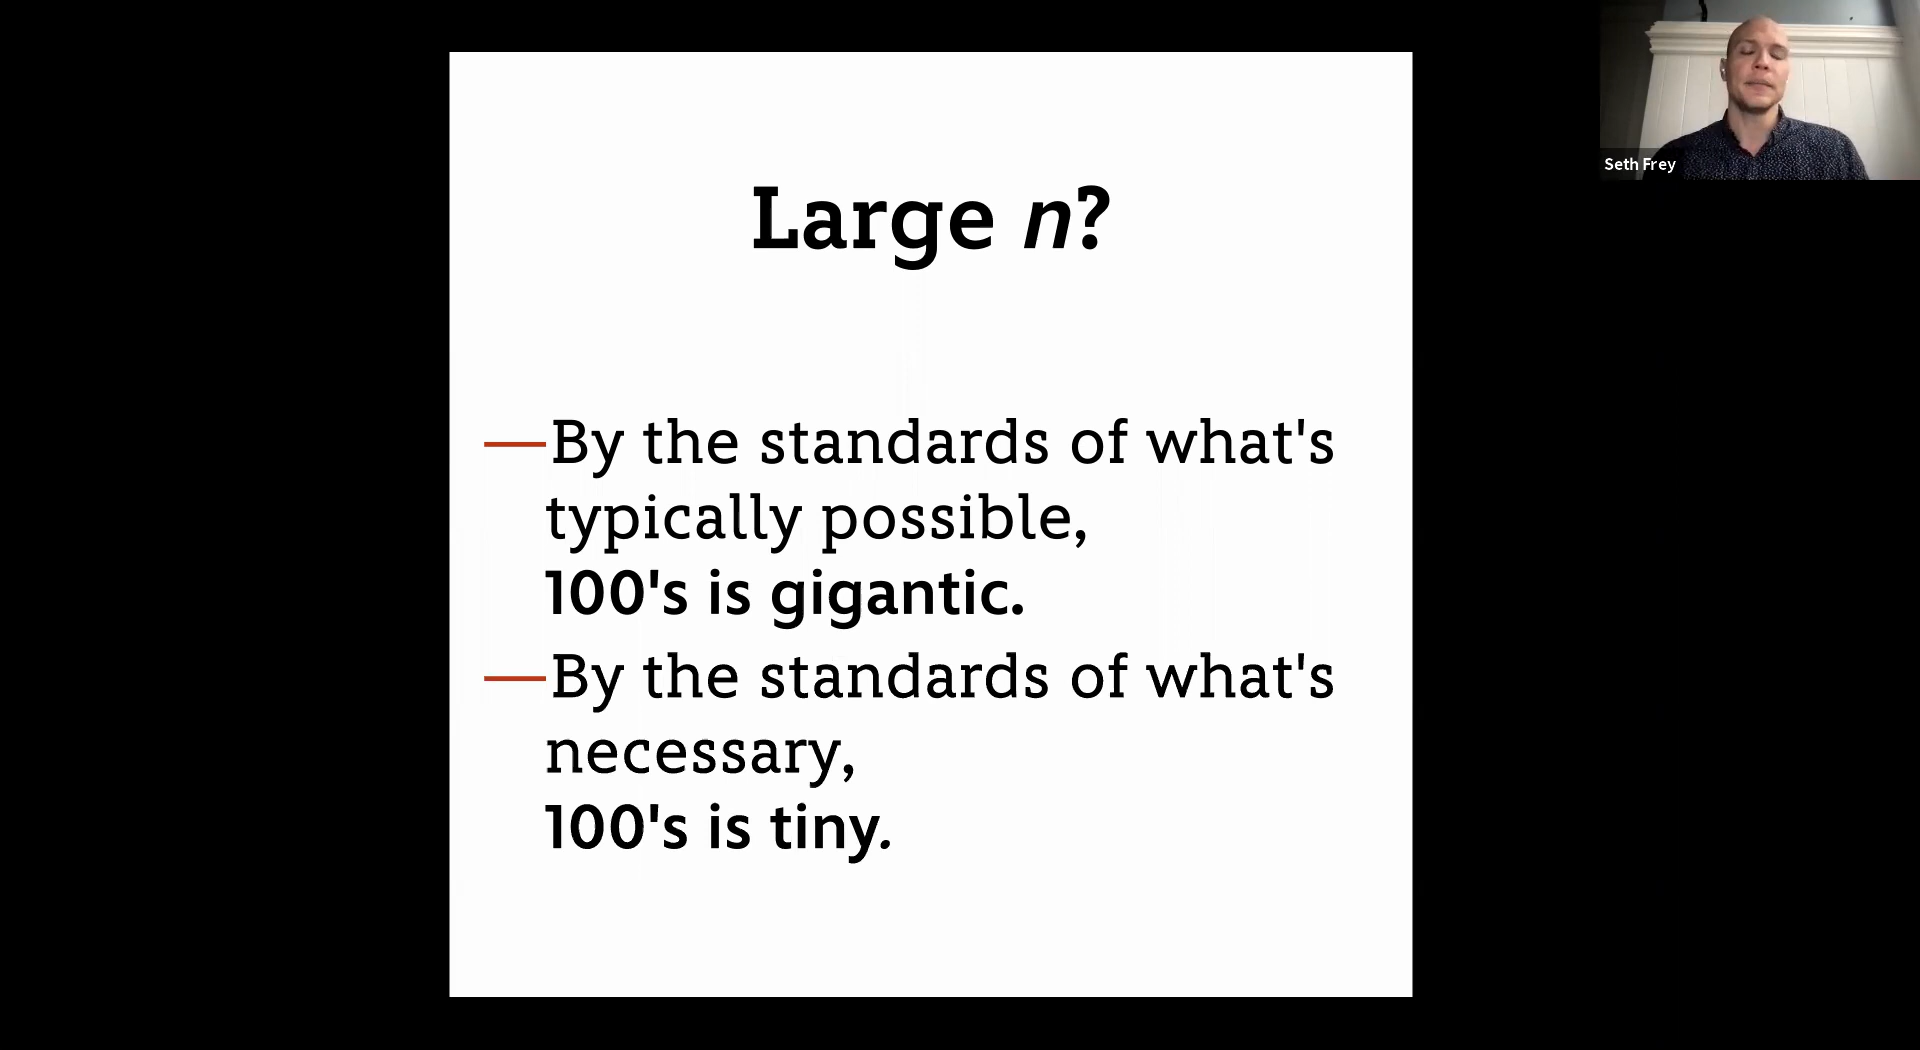 Large n?
—By the standards of what's
typically possible,
100's is gigantic.
—By the standards of what's
necessary,
100's is tiny.
Seth Frey